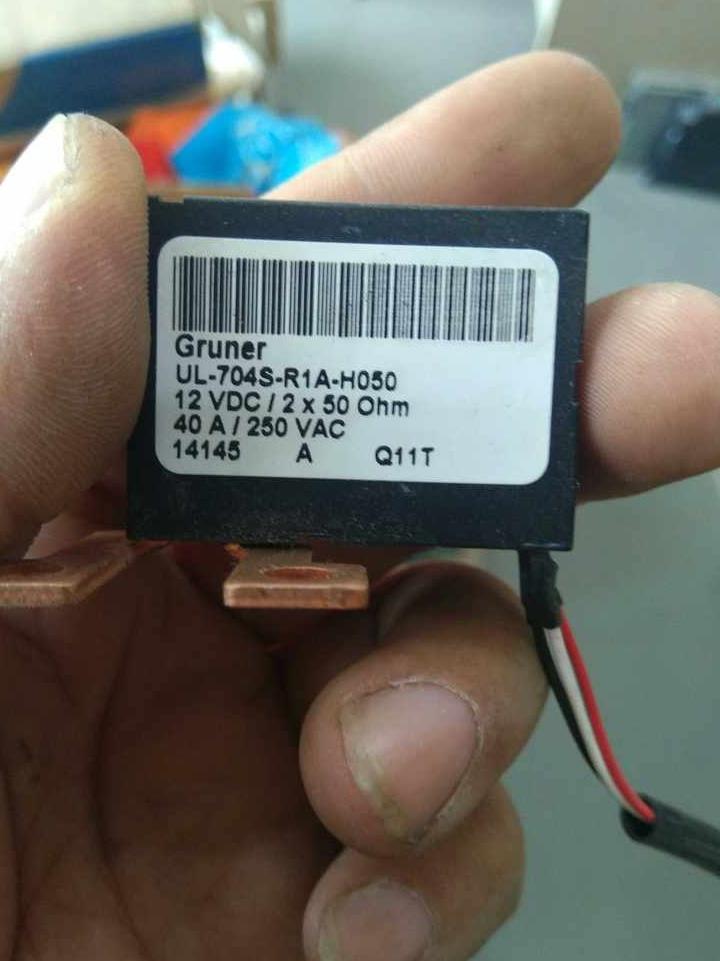 Gruner
UL-704S-R1A-H050
12 VDC / 2 x 50 Ohm
40 A / 250 VAC
14145 A Q11T